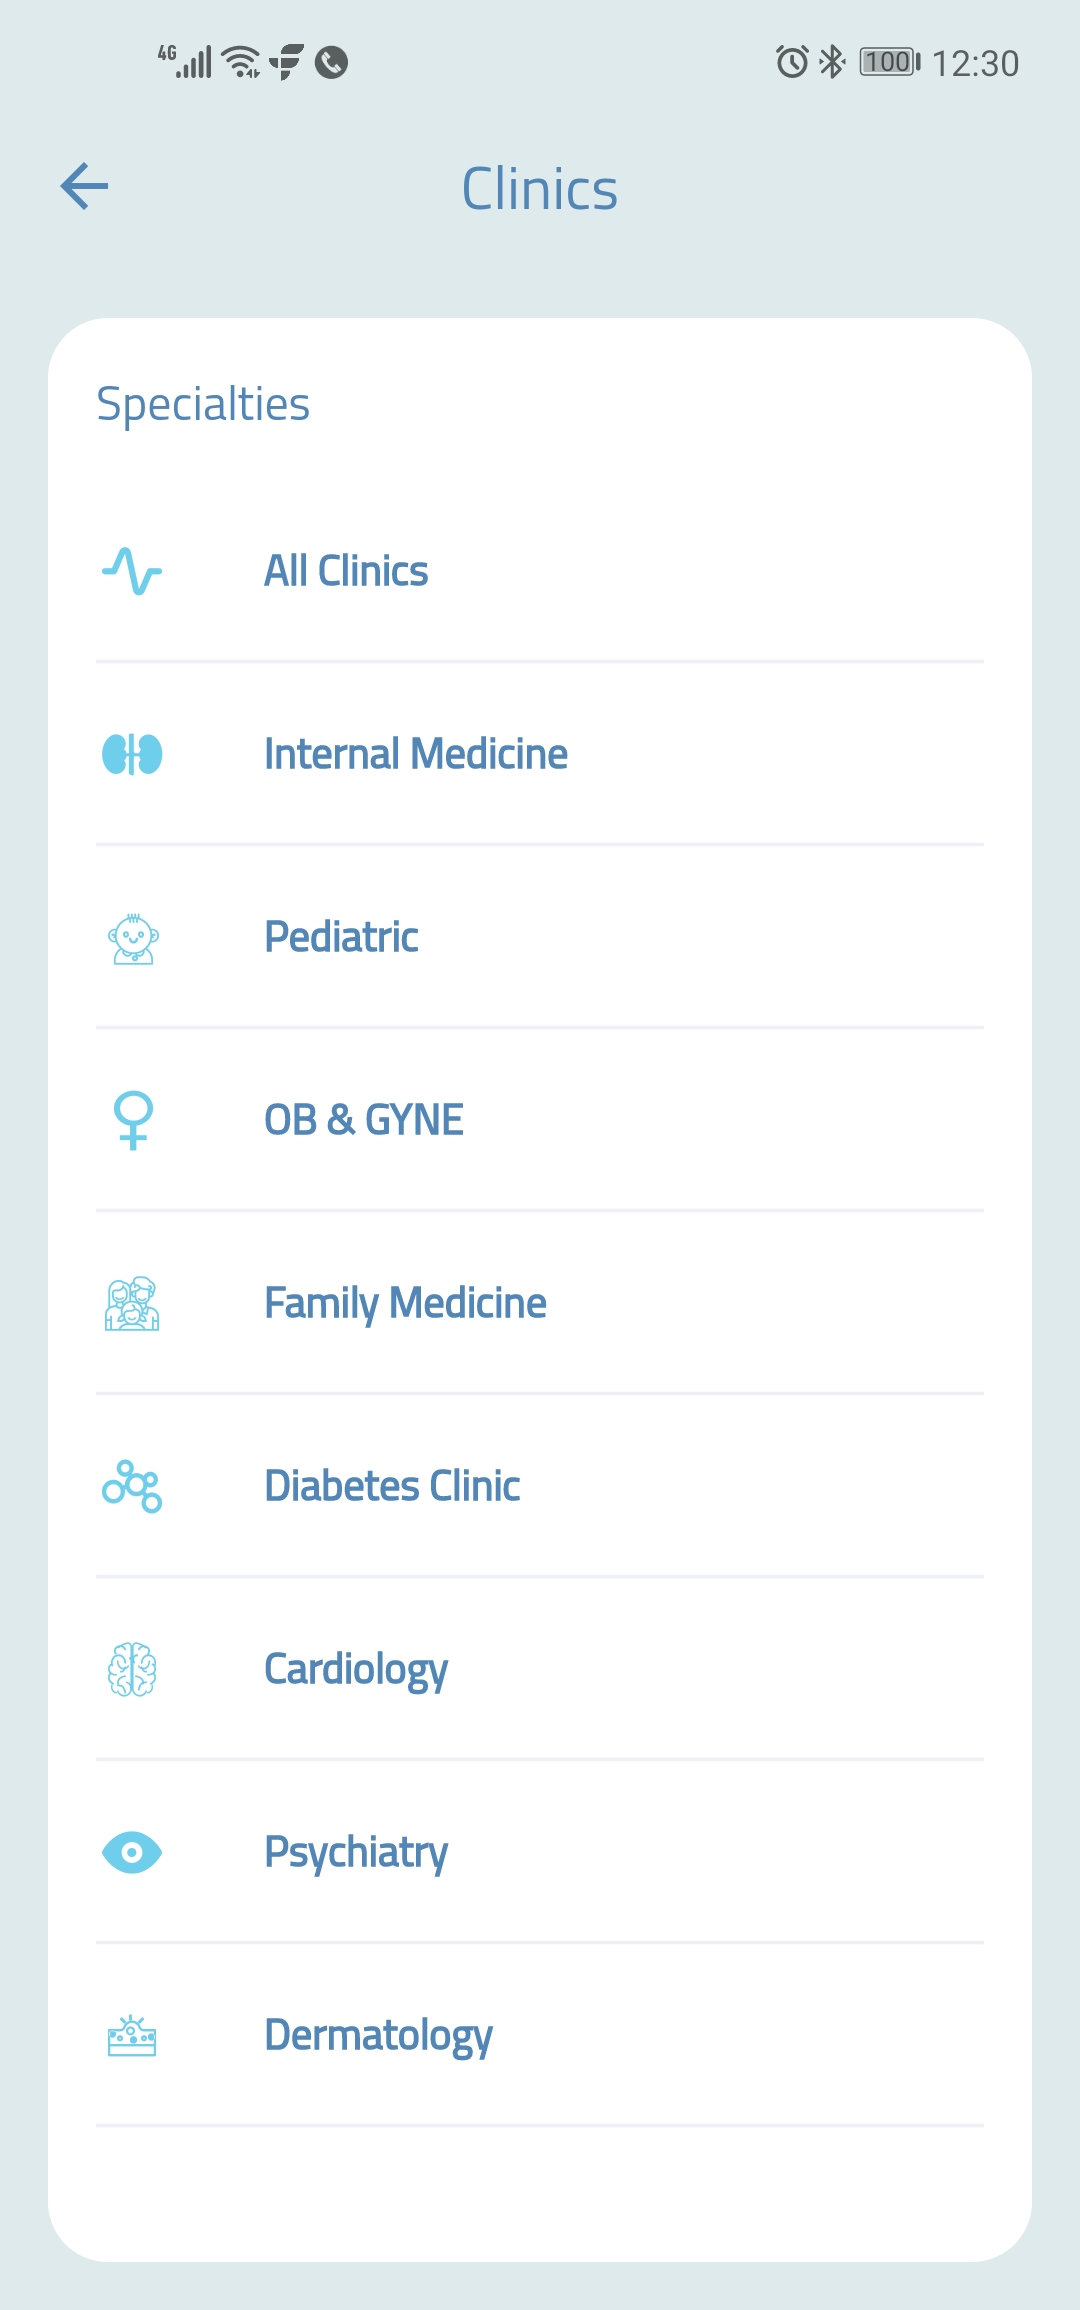 4G 100 12:30
Clinics
Specialties
All Clinics
Internal Medicine
Pediatric
OB & GYNE
Family Medicine
Diabetes Clinic
Cardiology
Psychiatry
Dermatology